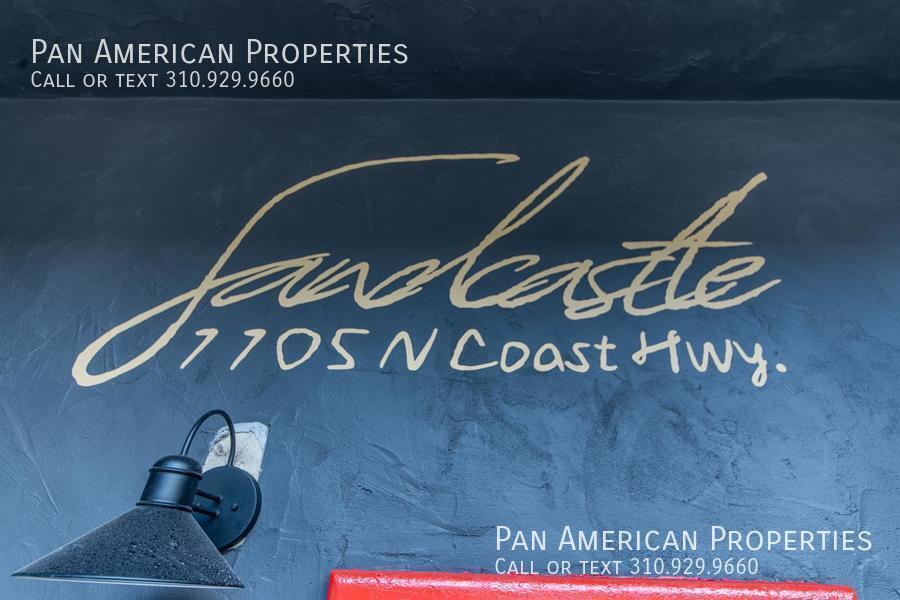 Pan American Properties
Call or text 310.929.9660
Sandcastle
1105 N Coast Hwy.
Pan American Properties
Call or text 310.929.9660